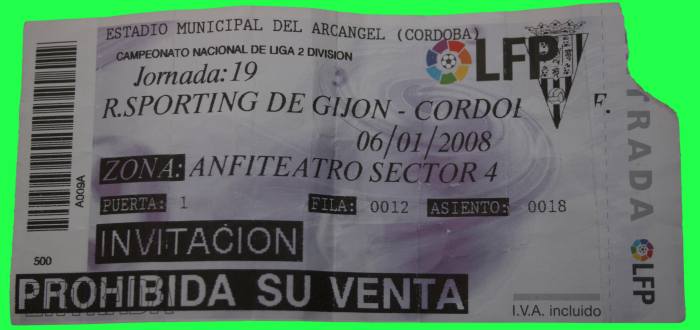 ESTADIO MUNICIPAL DEL ARCANGEL (CORDOBA)
CAMPEONATO NACIONAL DE LIGA 2 DIVISION
LFP
Jornada: 19
R.SPORTING DE GIJON - CORDOB F.
06/01/2008
ZONA: ANFITEATRO SECTOR 4
PUERTA: 1 FILA: 0012 ASIENTO: 0018
INVITACION
PROHIBIDA SU VENTA
I.V.A. incluido
A009A
500
TRADA
LFP